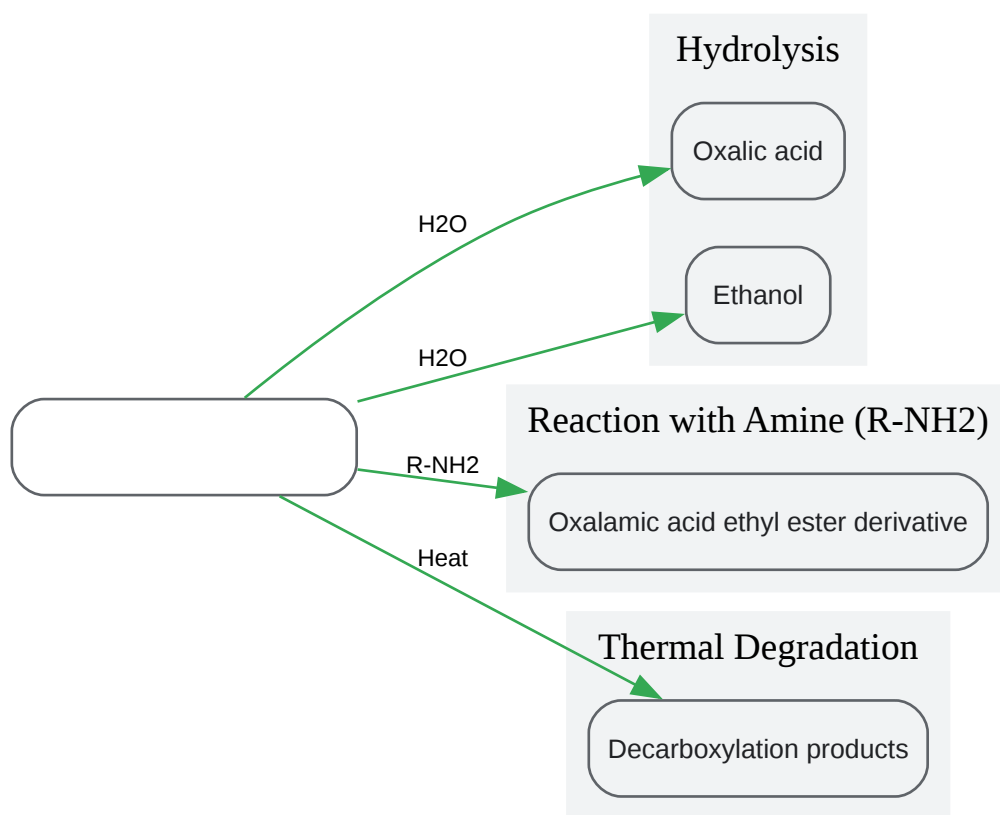 Hydrolysis
Oxalic acid
H2O
Ethanol
H2O
Reaction with Amine (R-NH2)
R-NH2
Oxalamic acid ethyl ester derivative
Heat
Thermal Degradation
Decarboxylation products